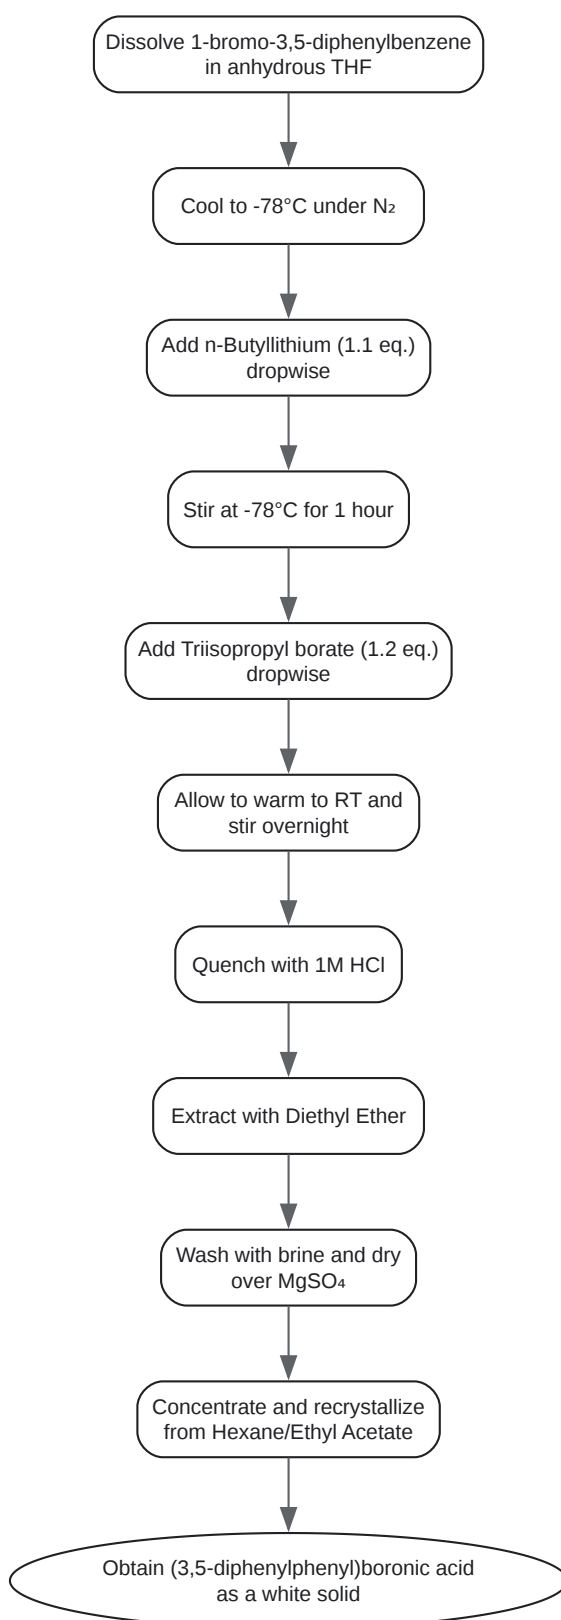 Dissolve 1-bromo-3,5-diphenylbenzene
in anhydrous THF
Cool to -78°C under N₂
Add n-Butyllithium (1.1 eq.)
dropwise
Stir at -78°C for 1 hour
Add Triisopropyl borate (1.2 eq.)
dropwise
Allow to warm to RT and
stir overnight
Quench with 1M HCl
Extract with Diethyl Ether
Wash with brine and dry
over MgSO₄
Concentrate and recrystallize
from Hexane/Ethyl Acetate
Obtain (3,5-diphenylphenyl)boronic acid
as a white solid